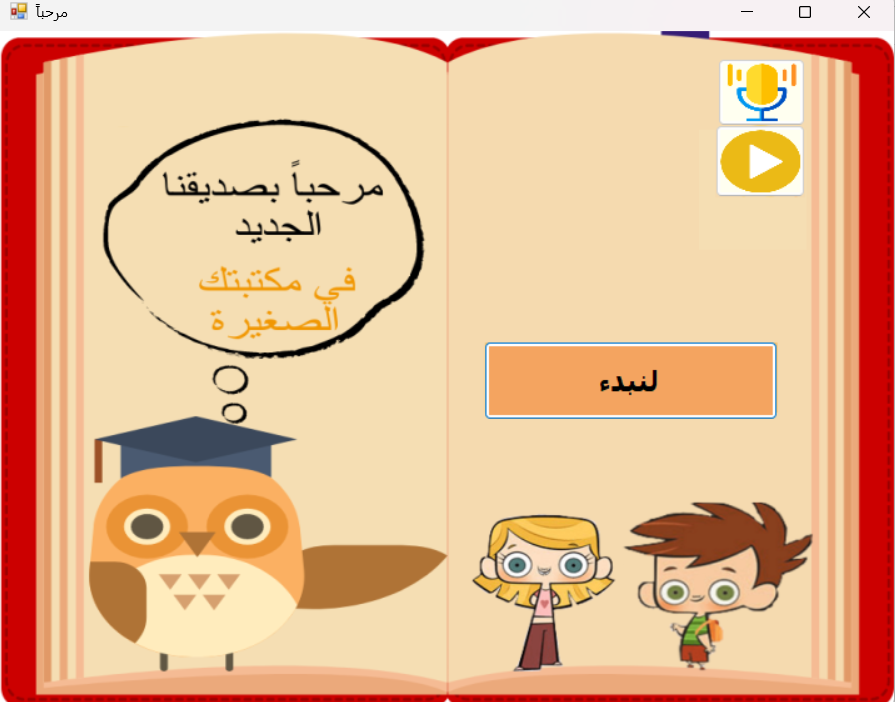 مرحباً
مرحباً بصديقنا
الجديد
في مكتبتك
الصغيرة
لنبدء